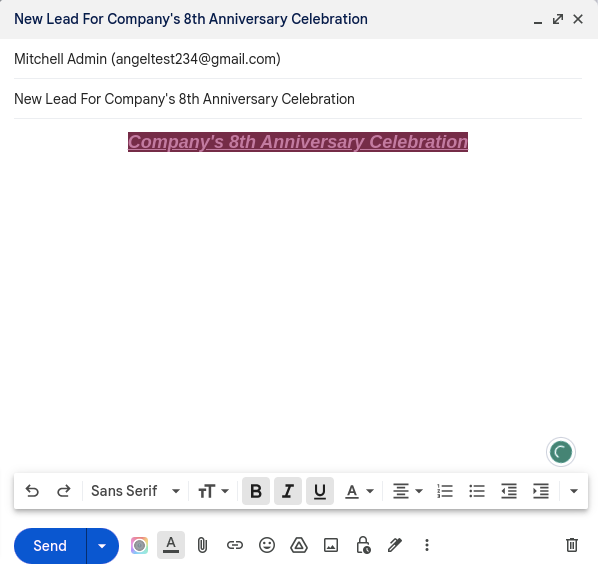 New Lead For Company's 8th Anniversary Celebration
Mitchell Admin (angeltest234@gmail.com)
New Lead For Company's 8th Anniversary Celebration
Company's 8th Anniversary Celebration
Sans Serif
B I U A
Send A